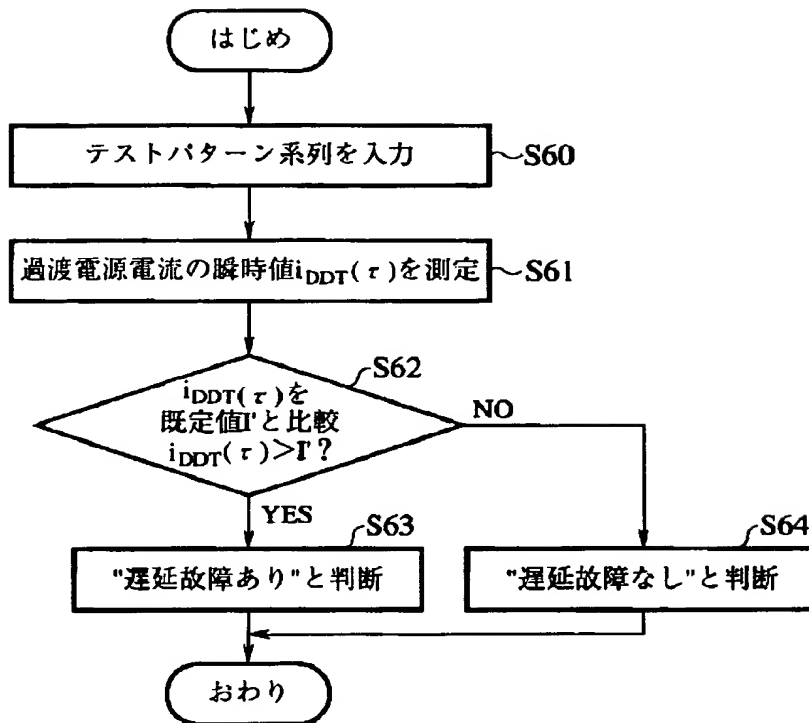 はじめ
テストパターン系列を入力
S60
過渡電源電流の瞬時値iDDT(τ)を測定
S61
S62
iDDT(τ)を
既定値I'と比較
iDDT(τ)>I'?
NO
YES
S63
S64
"遅延故障あり"と判断
"遅延故障なし"と判断
おわり